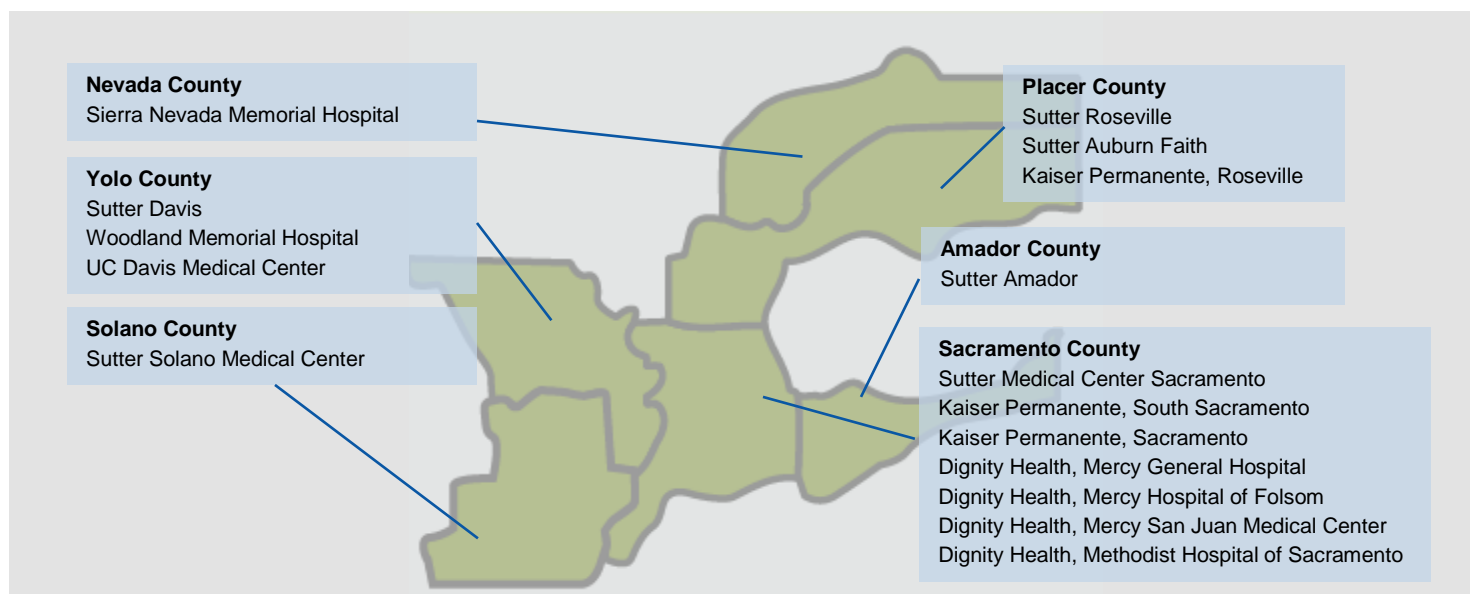 Nevada County
Sierra Nevada Memorial Hospital
Yolo County
Sutter Davis
Woodland Memorial Hospital
UC Davis Medical Center
Solano County
Sutter Solano Medical Center
Placer County
Sutter Roseville
Sutter Auburn Faith
Kaiser Permanente, Roseville
Amador County
Sutter Amador
Sacramento County
Sutter Medical Center Sacramento
Kaiser Permanente, South Sacramento
Kaiser Permanente, Sacramento
Dignity Health, Mercy General Hospital
Dignity Health, Mercy Hospital of Folsom
Dignity Health, Mercy San Juan Medical Center
Dignity Health, Methodist Hospital of Sacramento